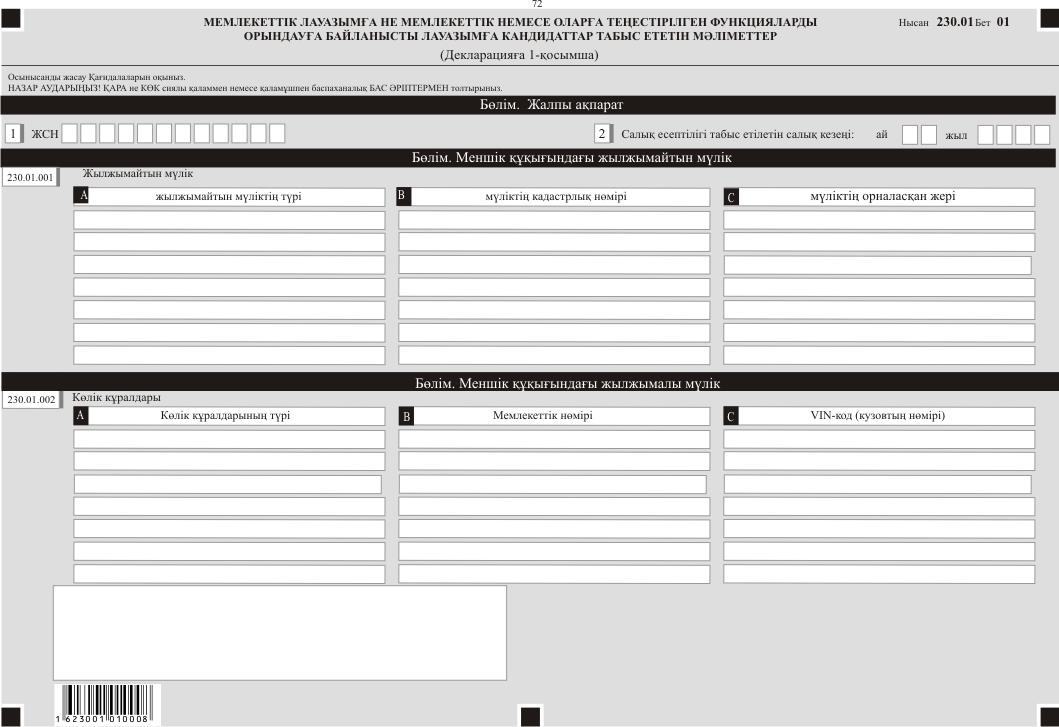 72
МЕМЛЕКЕТТІК ЛАУАЗЫМҒА НЕ МЕМЛЕКЕТТІК НЕМЕСЕ ОЛАРҒА ТЕҢЕСТІРІЛГЕН ФУНКЦИЯЛАРДЫ
Нысан 230.01 Бет 01
ОРЫНДАУҒА БАЙЛАНЫСТЫ ЛАУАЗЫМҒА КАНДИДАТТАР ТАБЫС ЕТЕТІН МӘЛІМЕТТЕР
(Декларацияға 1-қосымша)
Осынысанды жасау Қағидалаларын оқыңыз.
НАЗАР АУДАРЫҢЫЗ! ҚАРА не КӨК сиялы қаламмен немесе қаламұшпен баспаханалық БАС ӘРІПТЕРМЕН толтырыңыз.
Бөлім. Жалпы ақпарат
1 ЖСН 2 Салық есептілігі табыс етілетін салық кезеңі: ай жыл
Бөлім. Меншік құқығындағы жылжымайтын мүлік
230.01.001 Жылжымайтын мүлік
A жылжымайтын мүліктің түрі B мүліктің кадастрлық нөмірі C мүліктің орналасқан жері
Бөлім. Меншік құқығындағы жылжымалы мүлік
230.01.002 Көлік құралдары
A Көлік құралдарының түрі B Мемлекеттік нөмірі C VIN-код (кузовтың нөмірі)
1 623001 010008